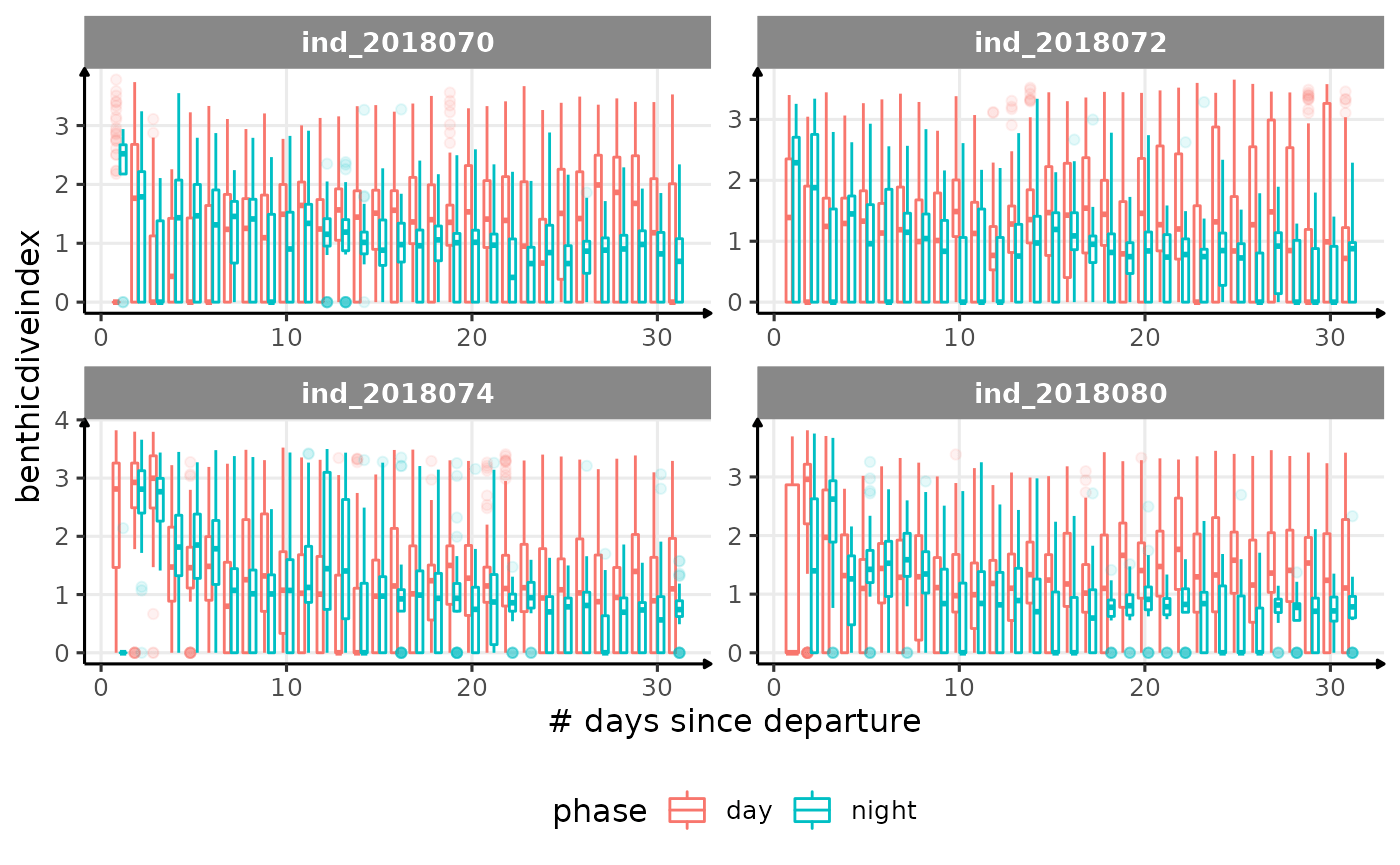 ind_2018070 ind_2018072
3 3
2 2
1 1
0 0
0 10 20 30 0 10 20 30
benthicdiveindex
ind_2018074 ind_2018080
4
3 3
2 2
1 1
0 0
0 10 20 30 0 10 20 30
# days since departure
phase day night